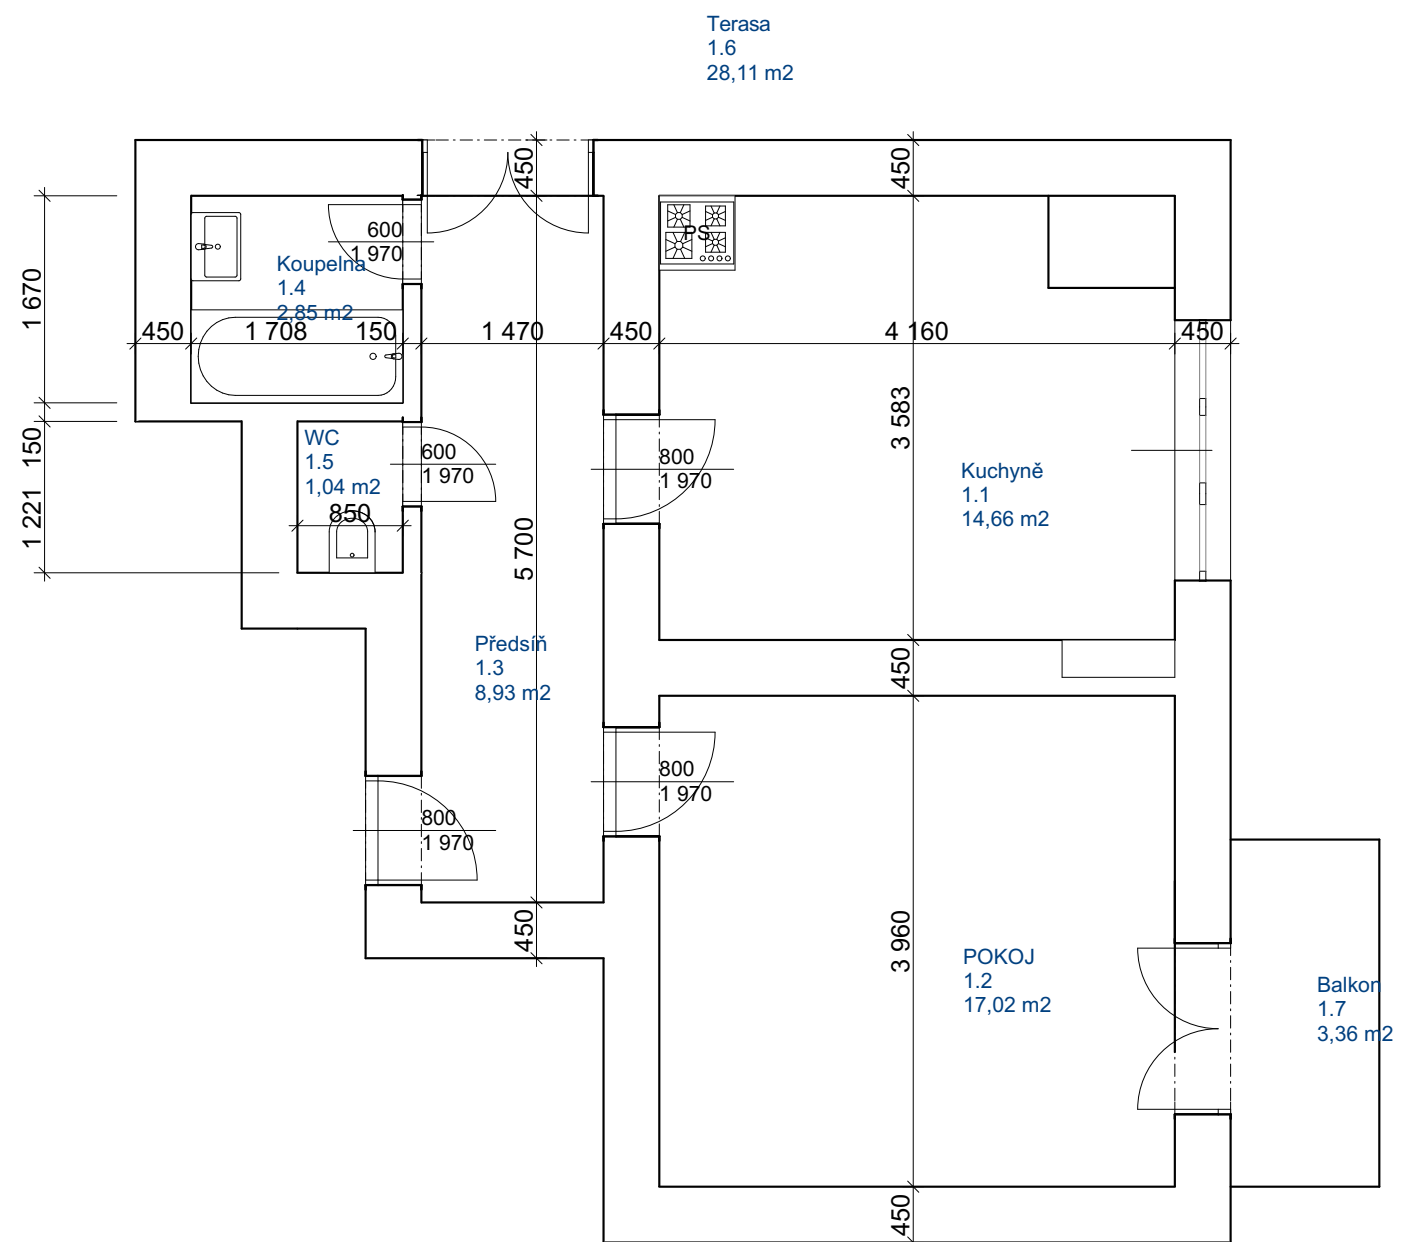 Terasa
1.6
28,11 m2
450
450
600
1 970
PS
Koupelna
1.4
2,85 m2
1 670
450
1 708
150
1 470
450
4 160
450
3 583
150
WC
1.5
1,04 m2
600
1 970
800
1 970
Kuchyně
1.1
14,66 m2
1 221
850
5 700
Předsíň
1.3
8,93 m2
450
800
1 970
800
1 970
450
3 960
POKOJ
1.2
17,02 m2
Balkon
1.7
3,36 m2
450